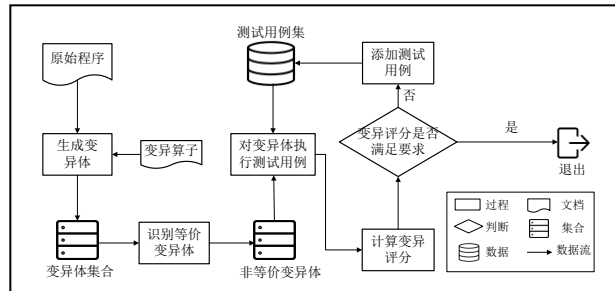 原始程序
生成变
异体
变异算子
变异体集合
识别等价
变异体
非等价变异体
测试用例集
对变异体执
行测试用例
添加测试
用例
否
变异评分是否
满足要求
是
退出
计算变异
评分
过程
文档
判断
集合
数据
数据流